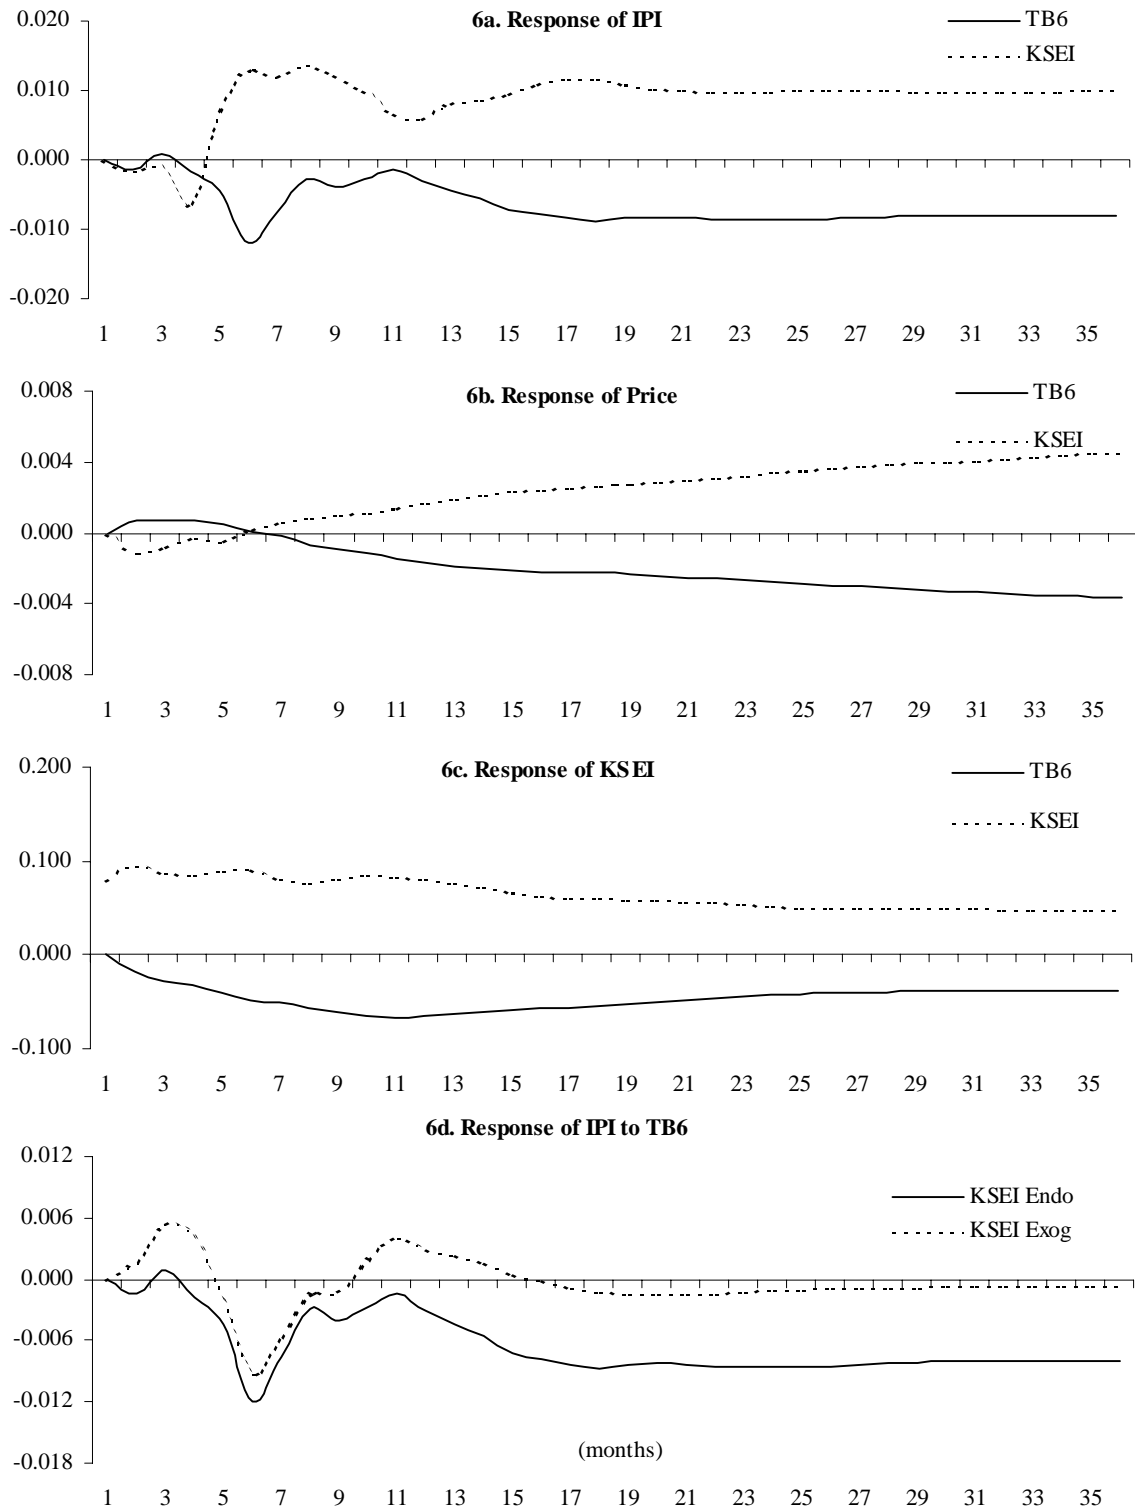 6a. Response of IPI
TB6
KSEI
0.020
0.010
0.000
-0.010
-0.020
1 3 5 7 9 11 13 15 17 19 21 23 25 27 29 31 33 35
6b. Response of Price
TB6
KSEI
0.008
0.004
0.000
-0.004
-0.008
1 3 5 7 9 11 13 15 17 19 21 23 25 27 29 31 33 35
6c. Response of KSEI
TB6
KSEI
0.200
0.100
0.000
-0.100
1 3 5 7 9 11 13 15 17 19 21 23 25 27 29 31 33 35
6d. Response of IPI to TB6
KSEI Endo
KSEI Exog
0.012
0.006
0.000
-0.006
-0.012
-0.018
(months)
1 3 5 7 9 11 13 15 17 19 21 23 25 27 29 31 33 35